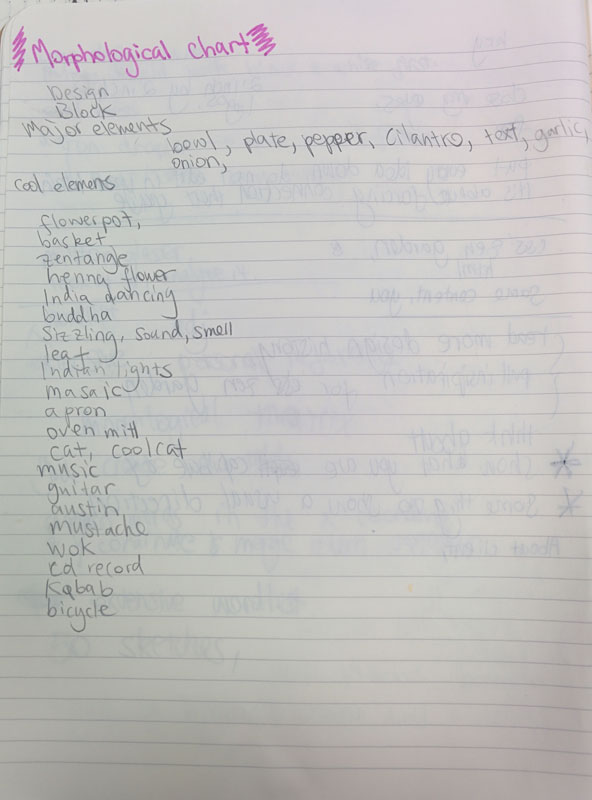 Morphological chart
Design
Block
Major elements
bowl, plate, pepper, Cilantro, text, garlic,
onion,
cool elemens
flowerpot,
basket
zentangle
henna flower
India dancing
buddha
Sizzling, sound, smell
leaf
Indian lights
masaic
apron
oven mitt
cat, coolcat
music
guitar
austin
mustache
wok
cd record
Kabab
bicycle